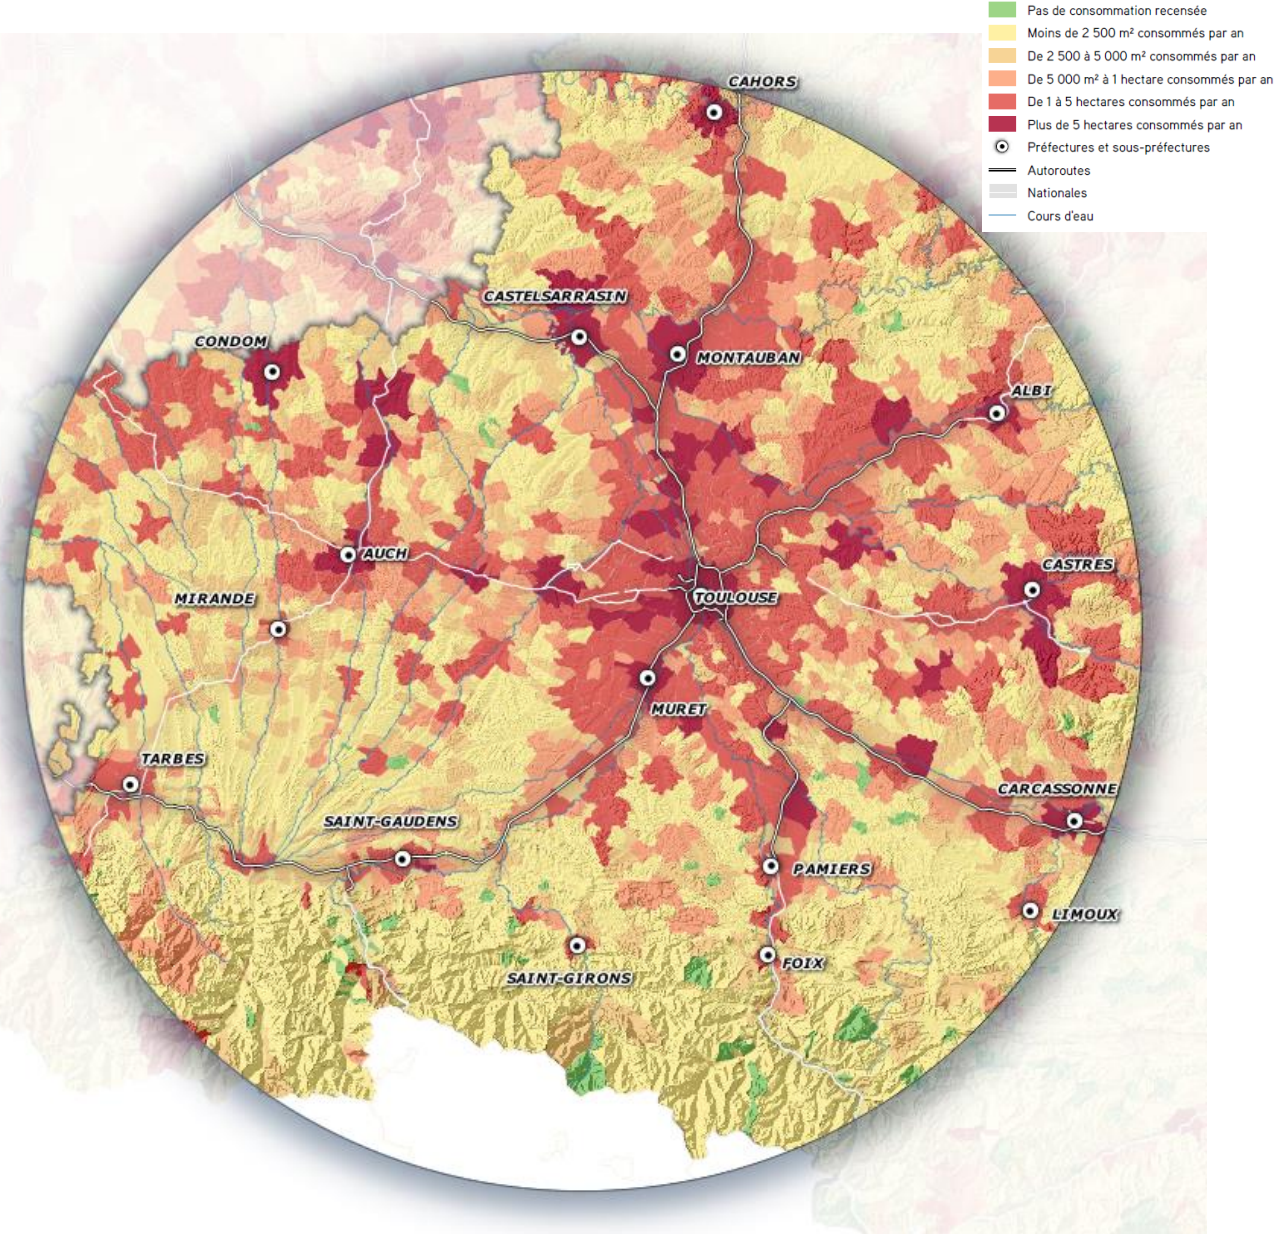 Pas de consommation recensée
Moins de 2 500 m² consommés par an
De 2 500 à 5 000 m² consommés par an
De 5 000 m² à 1 hectare consommés par an
De 1 à 5 hectares consommés par an
Plus de 5 hectares consommés par an
Préfectures et sous-préfectures
Autoroutes
Nationales
Cours d'eau
CAHORS
CASTELSARRASIN
CONDOM
MONTAUBAN
ALBI
AUCH
CASTRES
MIRANDE
TOULOUSE
MURET
TARBES
CARCASSONNE
SAINT-GAUDENS
PAMIERS
LIMOUX
FOIX
SAINT-GIRONS